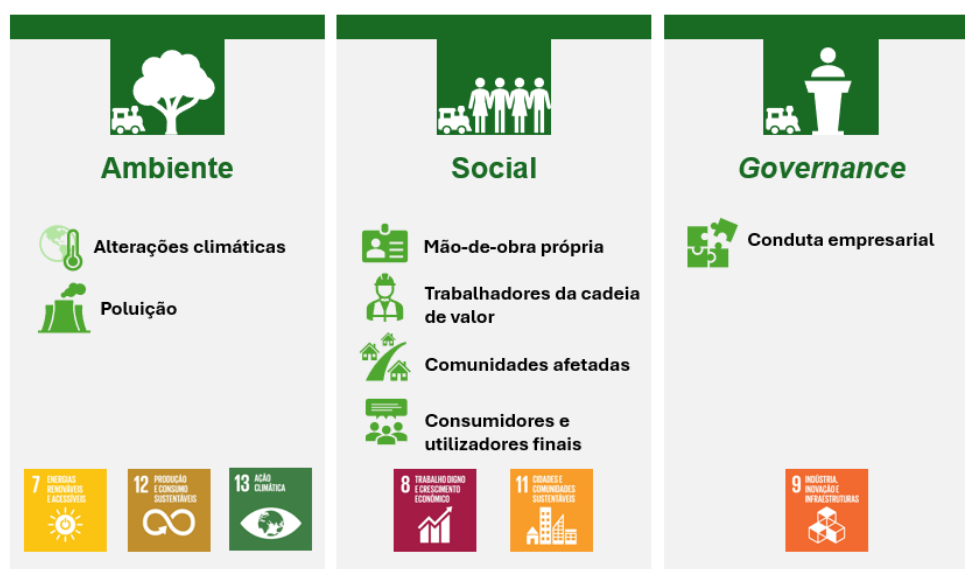 Ambiente
Alterações climáticas
Poluição
7 ENERGIAS
RENOVÁVEIS
E ACESSÍVEIS
12 PRODUÇÃO
E CONSUMO
SUSTENTÁVEIS
13 AÇÃO
CLIMÁTICA
Social
Mão-de-obra própria
Trabalhadores da cadeia
de valor
Comunidades afetadas
Consumidores e
utilizadores finais
8 TRABALHO DIGNO
E CRESCIMENTO
ECONÓMICO
11 CIDADES E
COMUNIDADES
SUSTENTÁVEIS
Governance
Conduta empresarial
9 INDÚSTRIA,
INOVAÇÃO E
INFRAESTRUTURAS